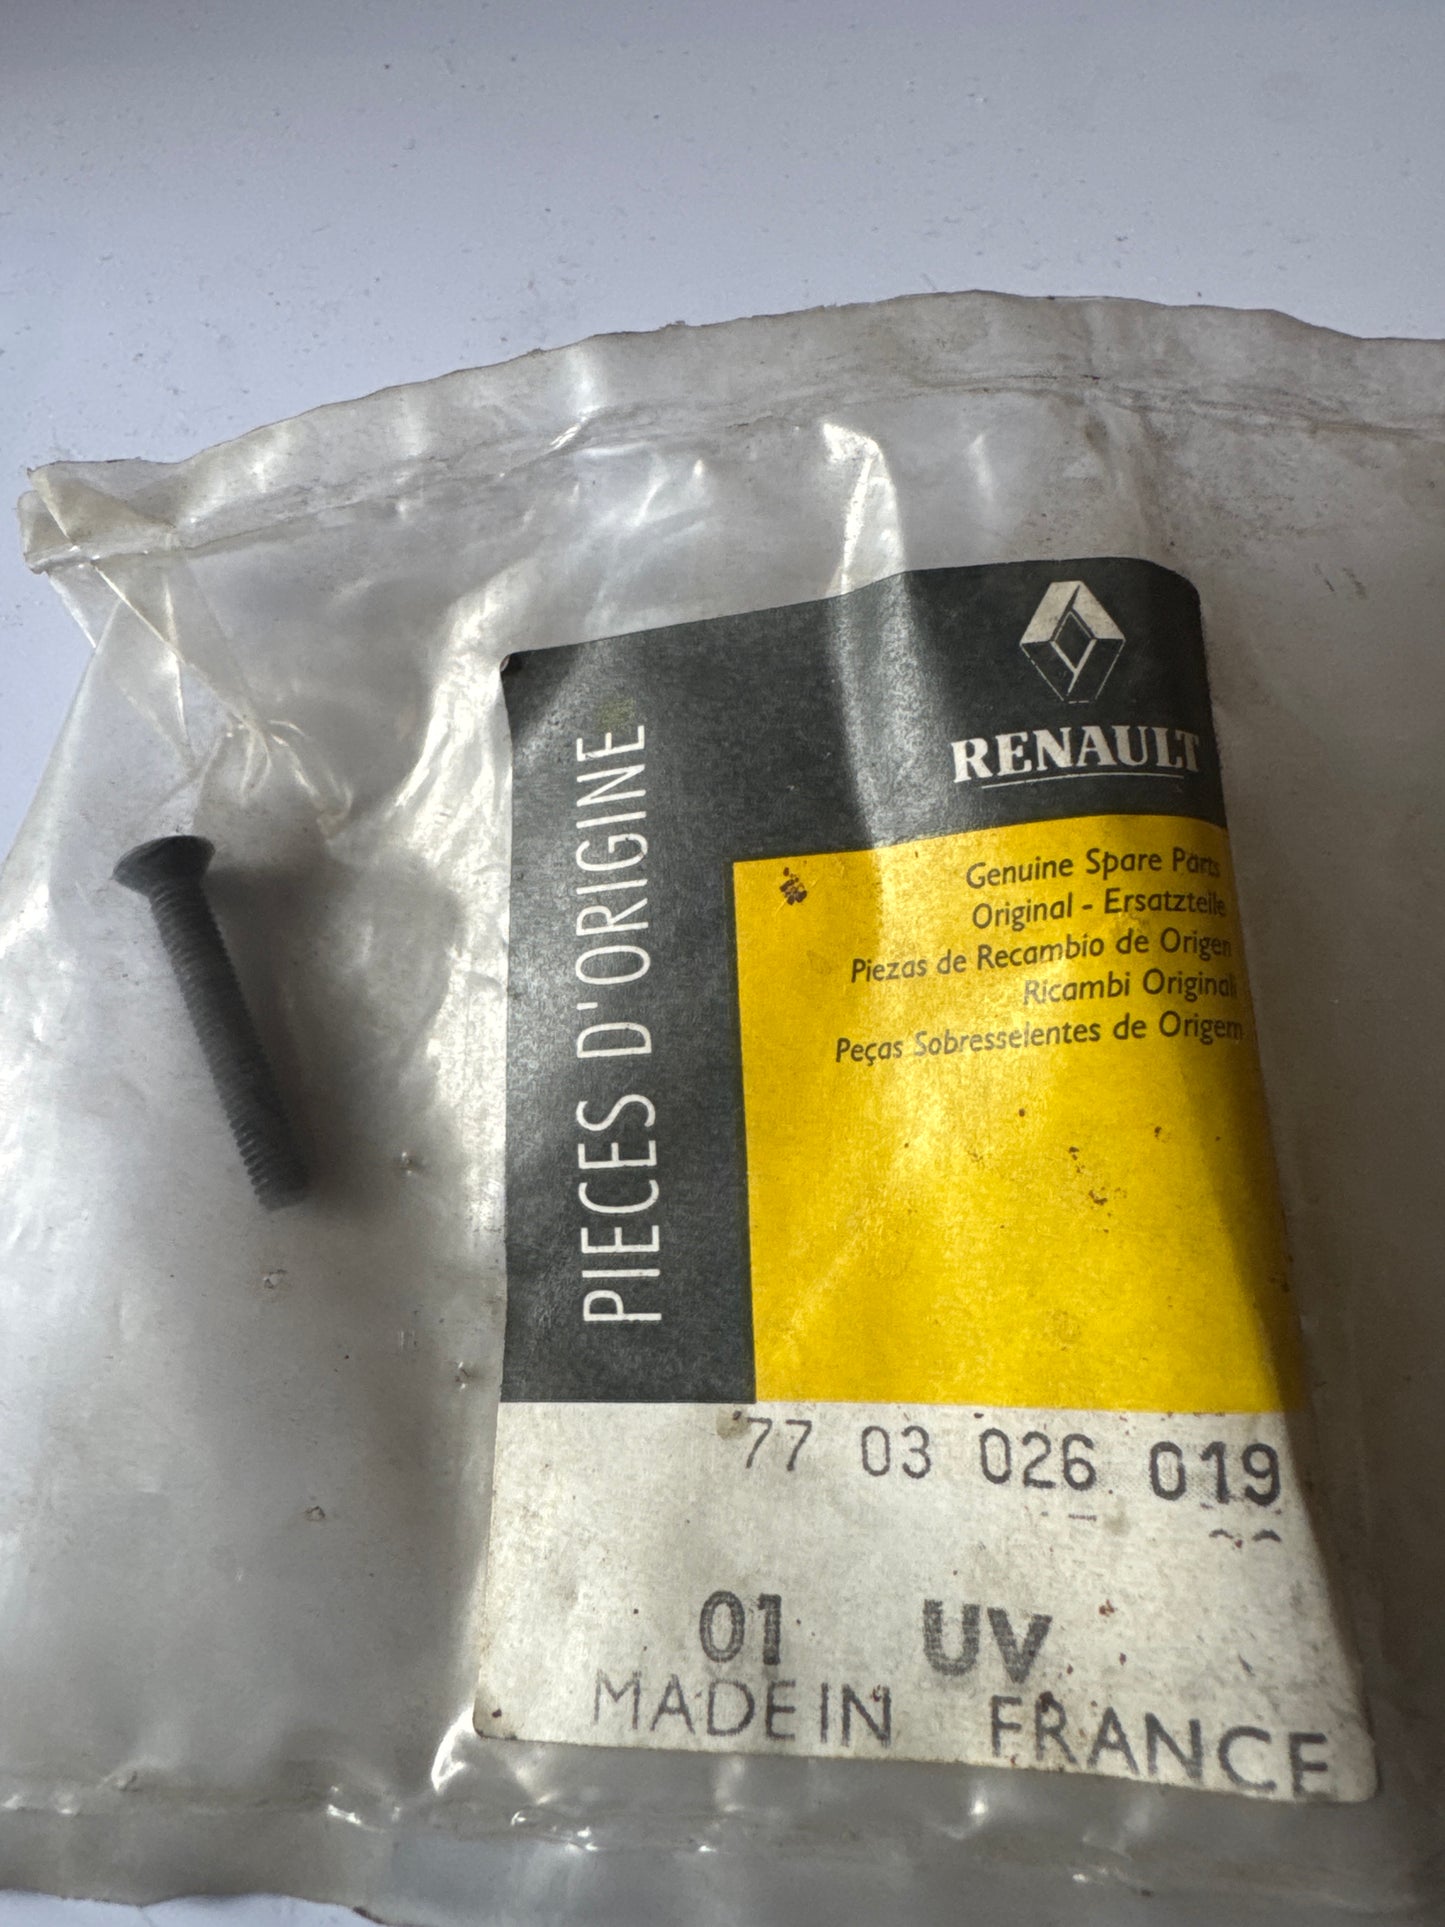 RENAULT
PIECES D'ORIGINE
Genuine Spare Parts
Original - Ersatzteile
Piezas de Recambio de Origen
Ricambi Originali
Peças Sobresselentes de Origem
77 03 026 019
01 UV
MADE IN FRANCE